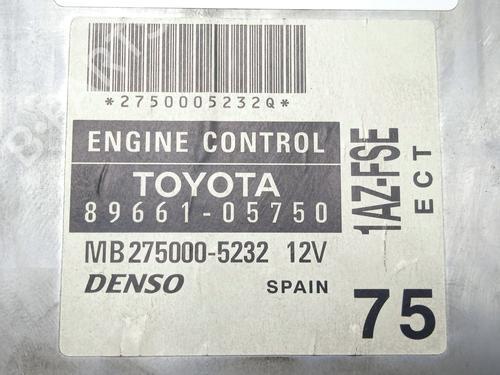 *2750005232Q*
ENGINE CONTROL
TOYOTA
89661-05750
MB275000-5232 12V
DENSO SPAIN
1AZ-FSE
ECT
75